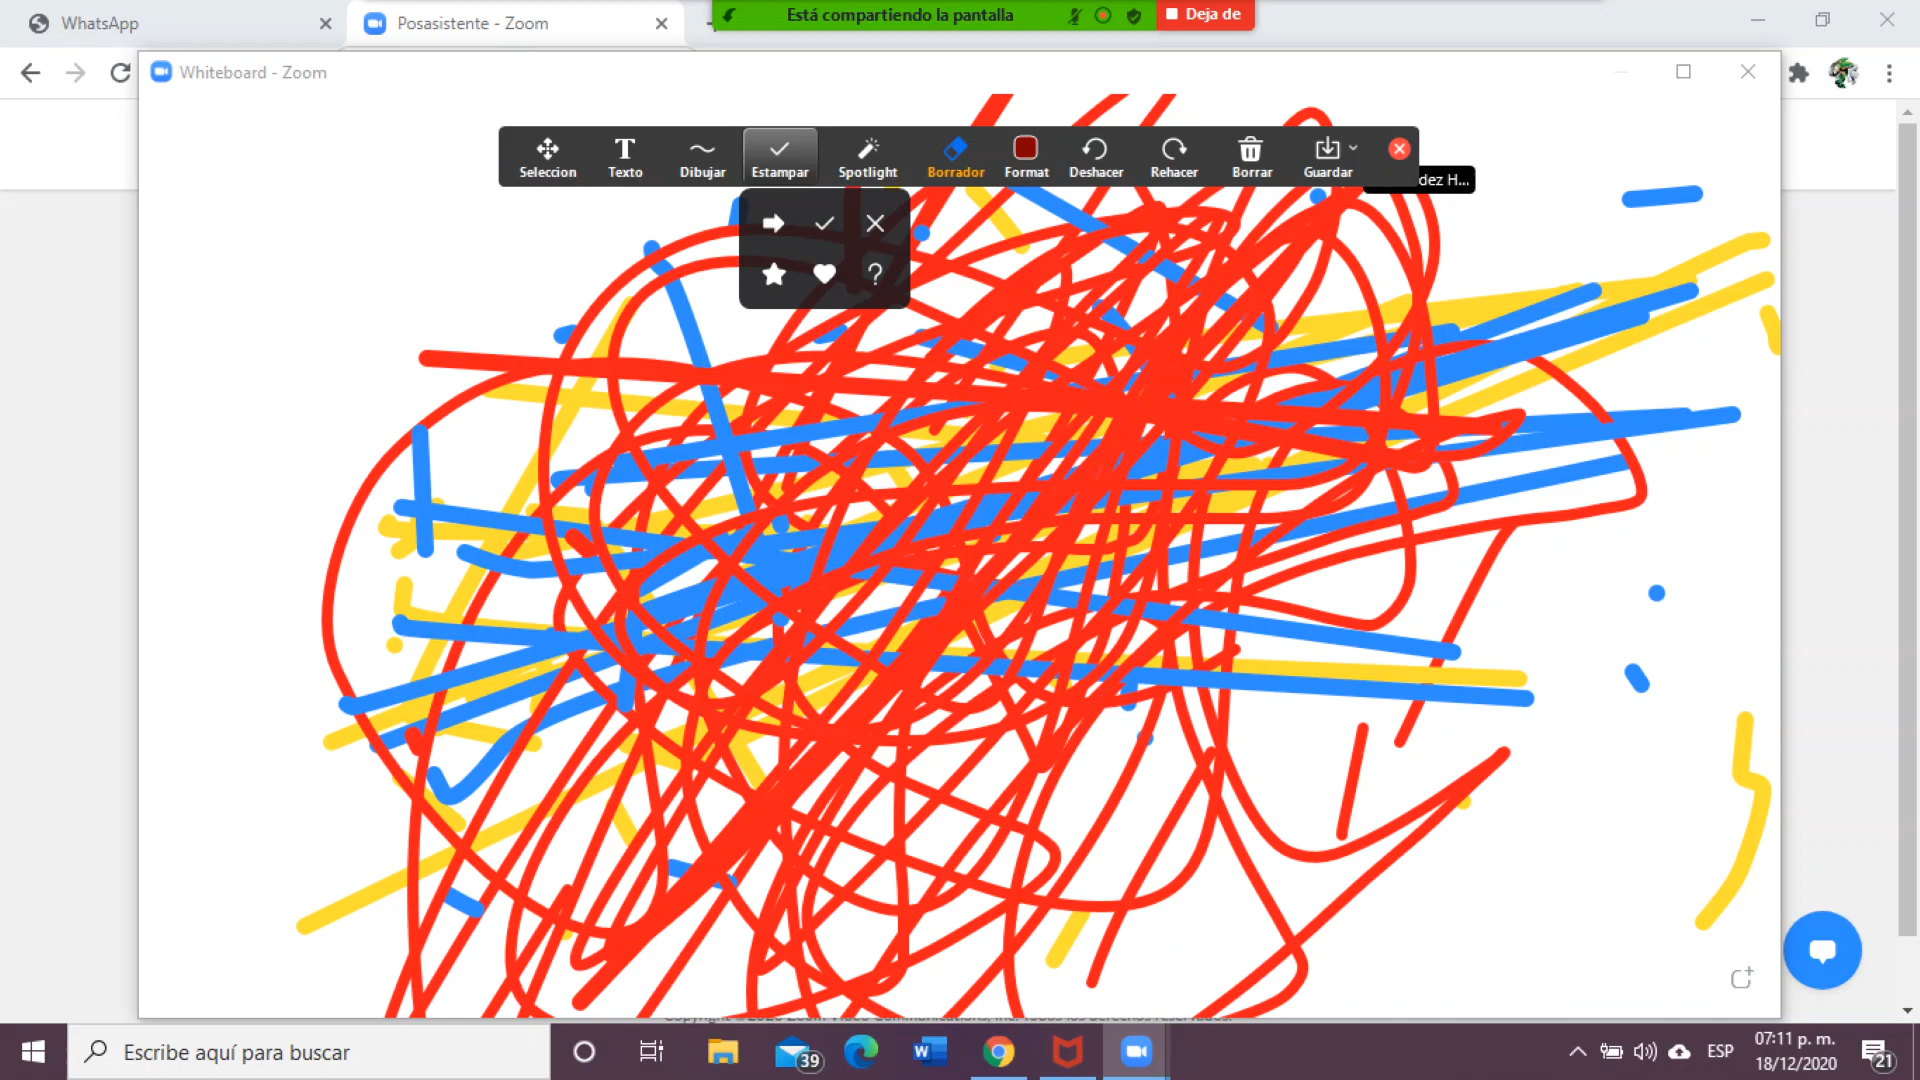 WhatsApp
Posasistente - Zoom
Está compartiendo la pantalla
Deja de
Whiteboard - Zoom
Seleccion
Texto
Dibujar
Estampar
Spotlight
Borrador
Format
Deshacer
Rehacer
Borrar
Guardar
dez H...
?
Escribe aquí para buscar
39
ESP
07:11 p. m.
18/12/2020
21